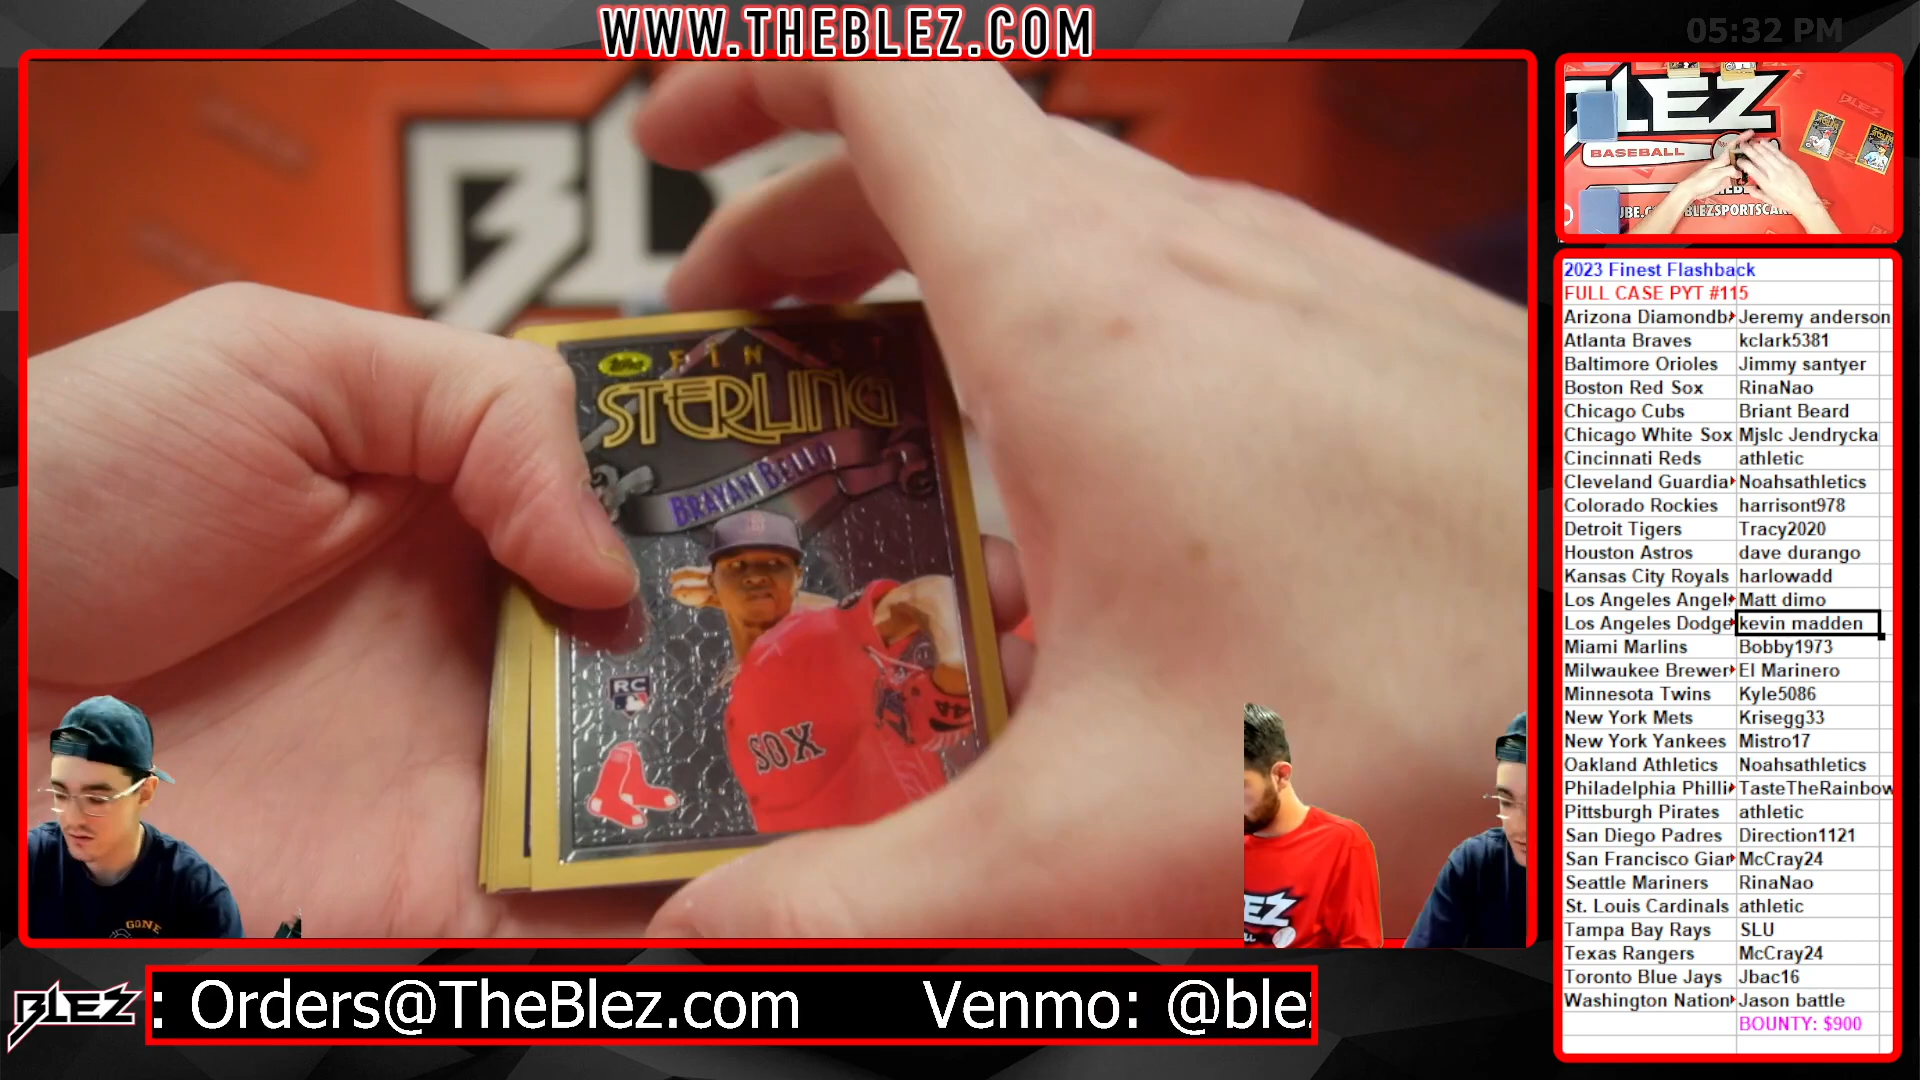 WWW.THEBLEZ.COM
05:32 PM
FINEST
STERLING
BRAYAN BELLO
RC
SOX
GONE
LEZ
BASEBALL
BLEZSPORTSCAR
2023 Finest Flashback
FULL CASE PYT #115
Arizona Diamondb Jeremy anderson
Atlanta Braves kclark5381
Baltimore Orioles Jimmy santyer
Boston Red Sox RinaNao
Chicago Cubs Briant Beard
Chicago White Sox Mjslc Jendrycka
Cincinnati Reds athletic
Cleveland Guardia Noahsathletics
Colorado Rockies harrisont978
Detroit Tigers Tracy2020
Houston Astros dave durango
Kansas City Royals harlowadd
Los Angeles Angel Matt dimo
Los Angeles Dodge kevin madden
Miami Marlins Bobby1973
Milwaukee Brewer El Marinero
Minnesota Twins Kyle5086
New York Mets Krisegg33
New York Yankees Mistro17
Oakland Athletics Noahsathletics
Philadelphia Philli TasteTheRainbow
Pittsburgh Pirates athletic
San Diego Padres Direction1121
San Francisco Giar McCray24
Seattle Mariners RinaNao
St. Louis Cardinals athletic
Tampa Bay Rays SLU
Texas Rangers McCray24
Toronto Blue Jays Jbac16
Washington Nation Jason battle
BOUNTY: $900
BLEZ
: Orders@TheBlez.com Venmo: @blez